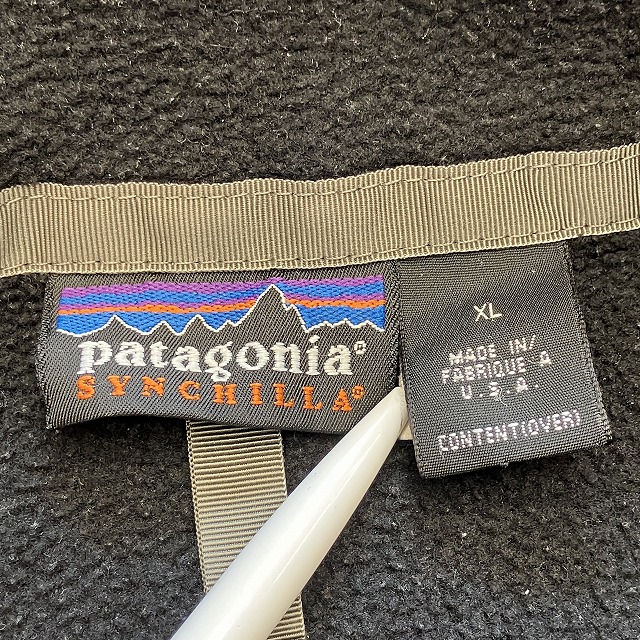 patagonia®
SYNCHILLA®
XL
MADE IN/
FABRIQUE A
U.S.A.
CONTENT(OVER)